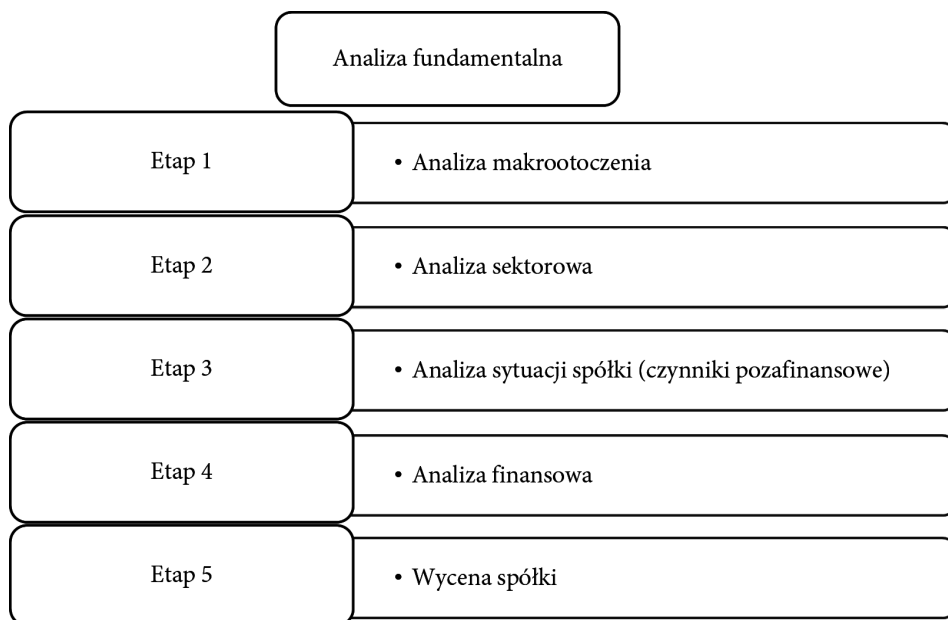 Analiza fundamentalna
Etap 1
• Analiza makrootoczenia
Etap 2
• Analiza sektorowa
Etap 3
• Analiza sytuacji spółki (czynniki pozafinansowe)
Etap 4
• Analiza finansowa
Etap 5
• Wycena spółki